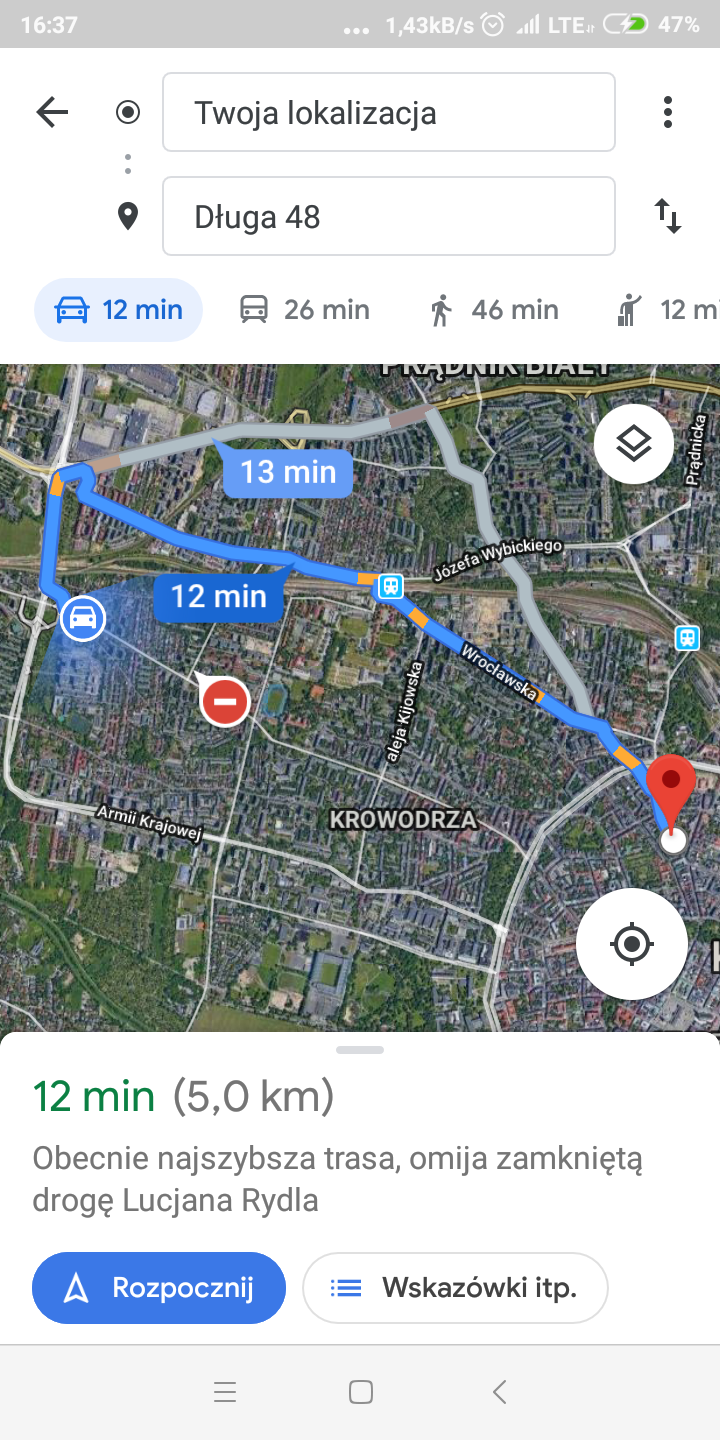 16:37 ... 1,43kB/s LTE 47%
Twoja lokalizacja
Długa 48
12 min 26 min 46 min 12 m
PRĄDNIK BIAŁY
Prądnicka
13 min
Józefa Wybickiego
12 min
Wrocławska
aleja Kijowska
Armii Krajowej
KROWODRZA
12 min (5,0 km)
Obecnie najszybsza trasa, omija zamkniętą
drogę Lucjana Rydla
Rozpocznij Wskazówki itp.